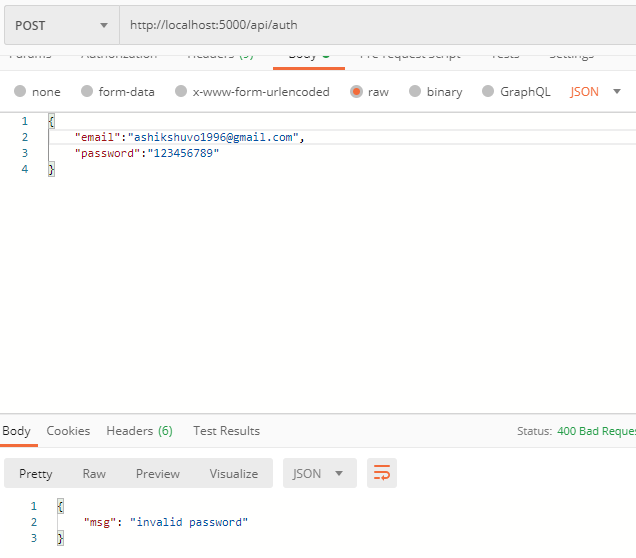 POST http://localhost:5000/api/auth
Params Authorization Headers (9) Body Pre-request Script Tests Settings
none form-data x-www-form-urlencoded raw binary GraphQL JSON
1 {
2 "email":"ashikshuvo1996@gmail.com",
3 "password":"123456789"
4 }
Body Cookies Headers (6) Test Results Status: 400 Bad Reques
Pretty Raw Preview Visualize JSON
1 {
2 "msg": "invalid password"
3 }